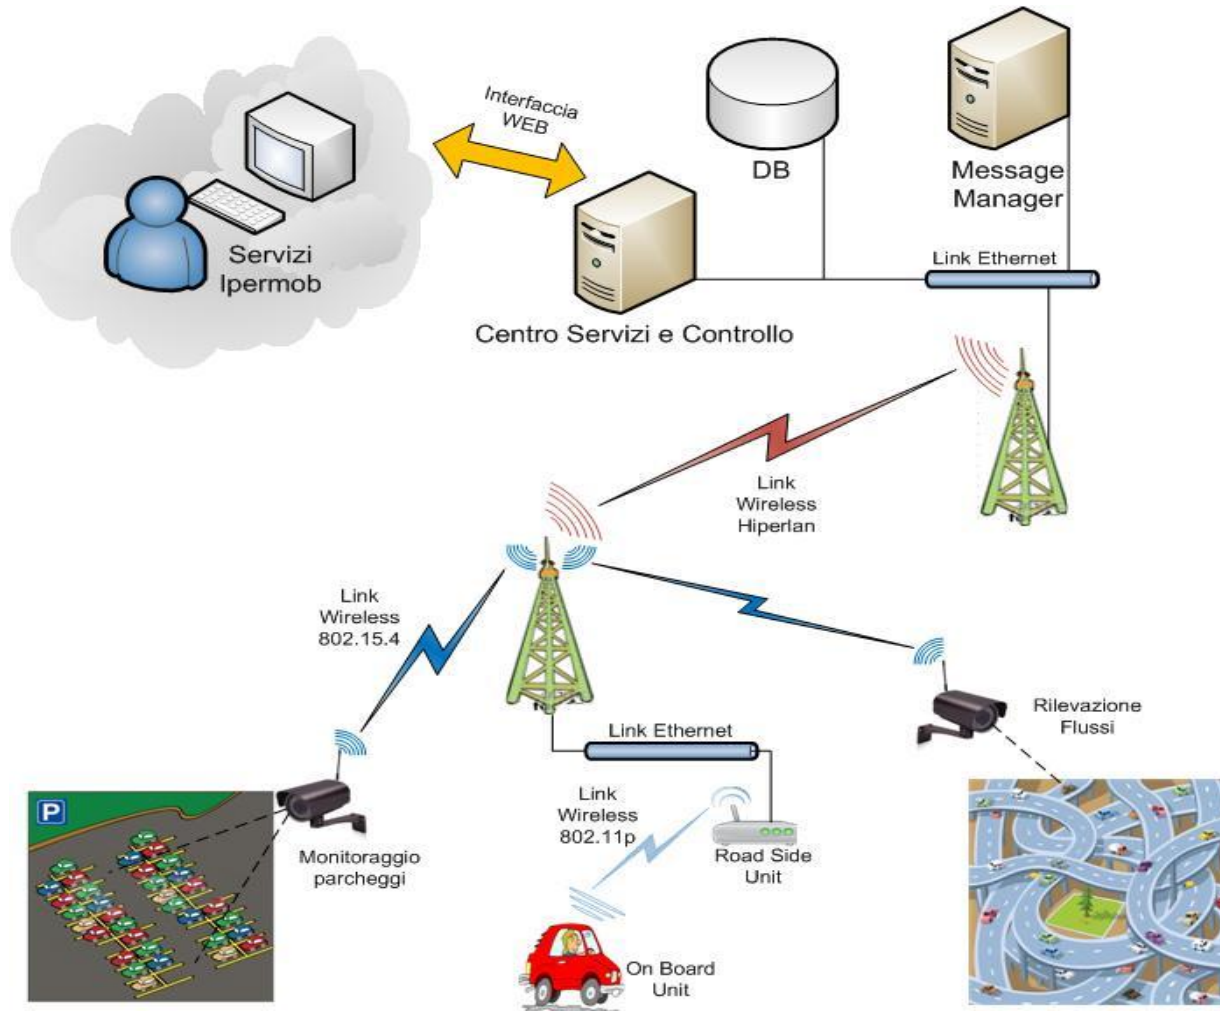 Interfaccia
WEB
DB
Message
Manager
Servizi
Ipermob
Link Ethernet
Centro Servizi e Controllo
Link
Wireless
Hiperlan
Link
Wireless
802.15.4
Rilevazione
Flussi
Link Ethernet
Link
Wireless
802.11p
P
Road Side
Unit
Monitoraggio
parcheggi
On Board
Unit